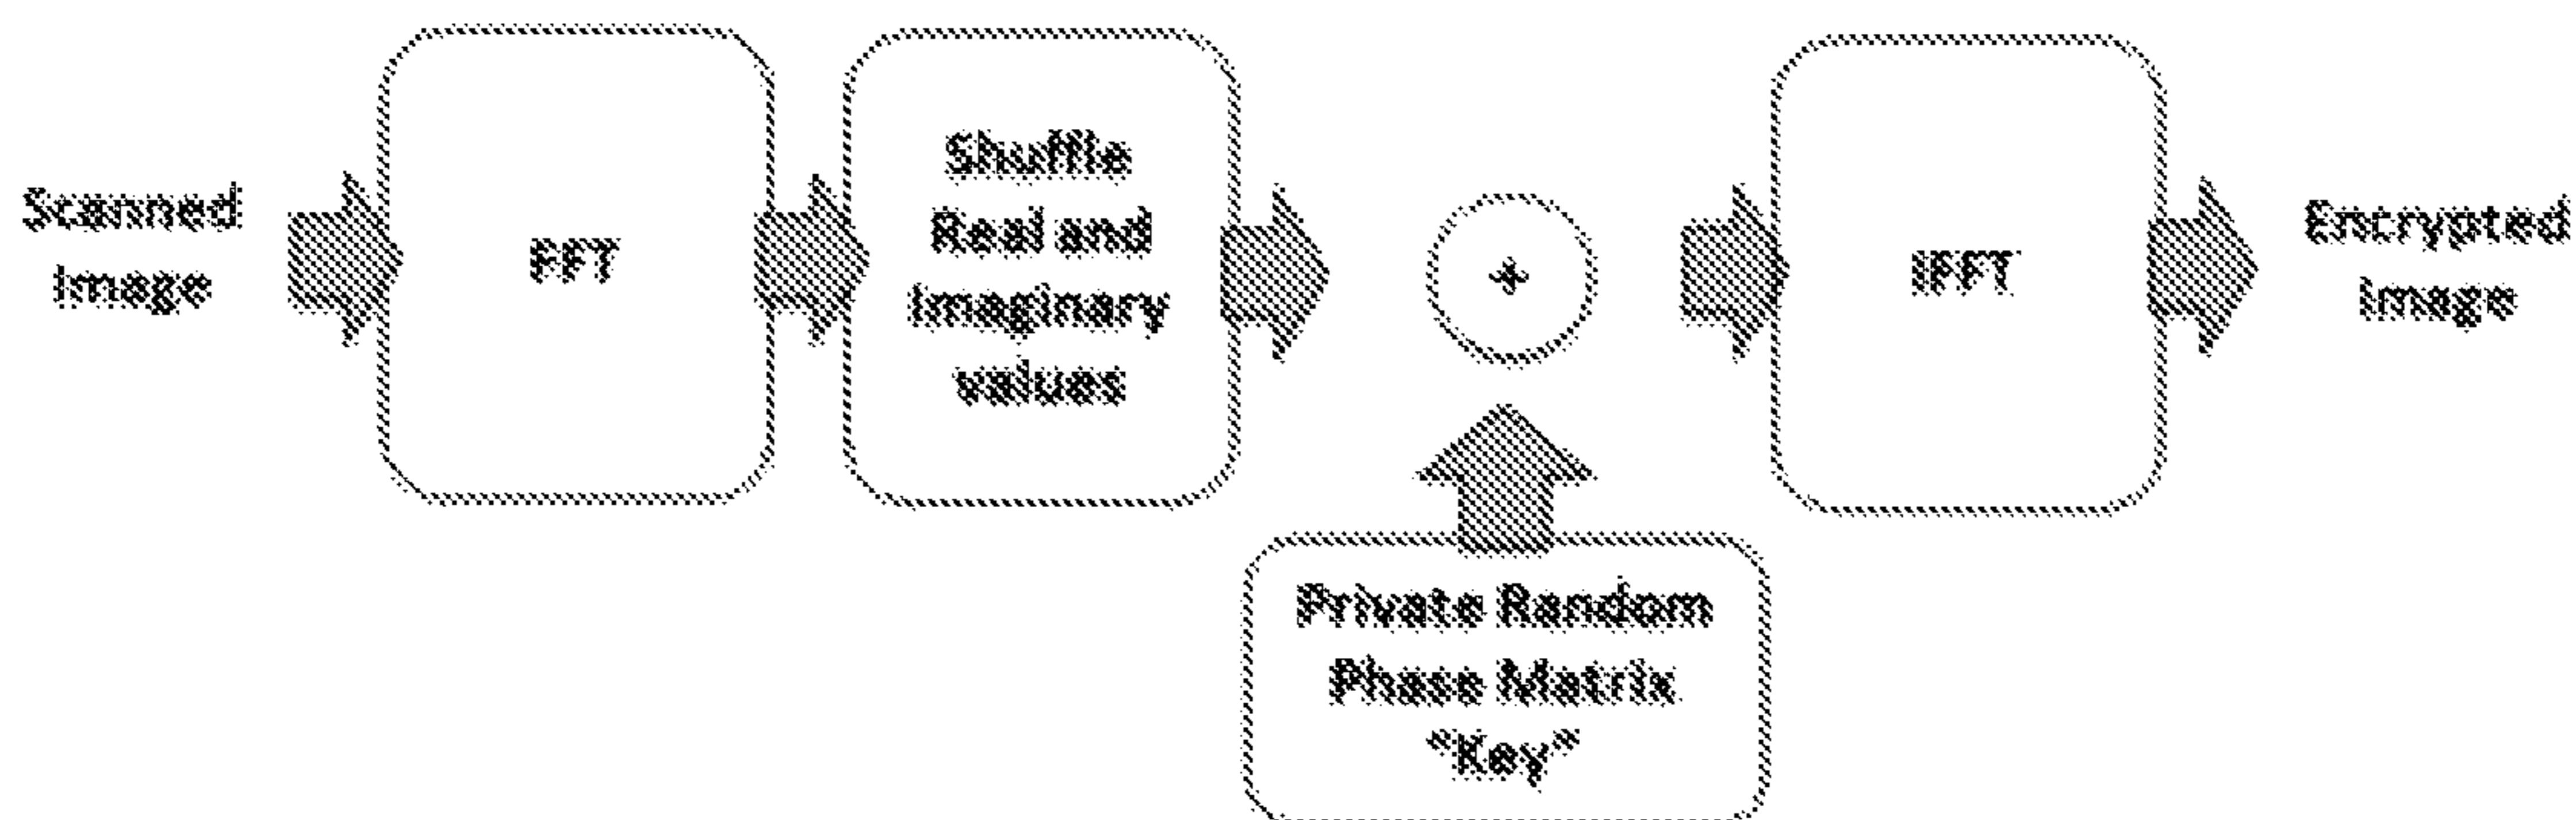 Scanned
Image
FFT
Shuffle
Real and
Imaginary
values
+
IFFT
Encrypted
Image
Private Random
Phase Matrix
"Key"